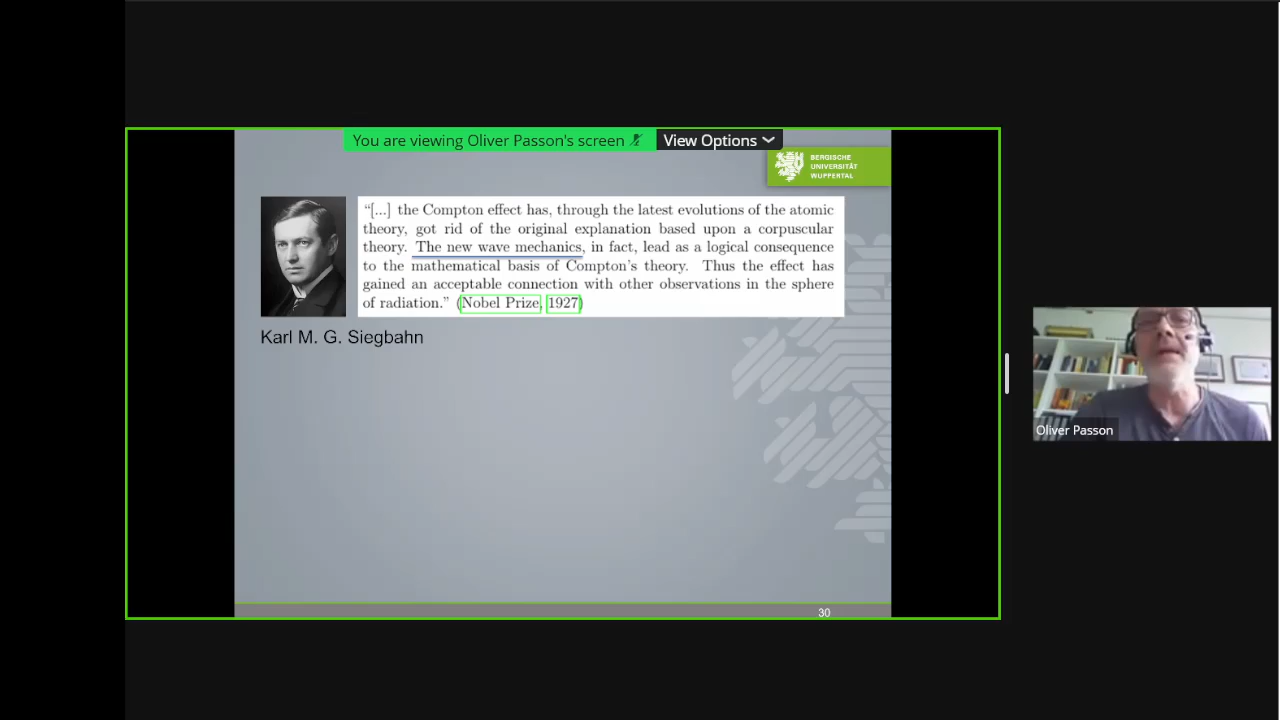 You are viewing Oliver Passon's screen
View Options
BERGISCHE
UNIVERSITÄT
WUPPERTAL
“[...] the Compton effect has, through the latest evolutions of the atomic
theory, got rid of the original explanation based upon a corpuscular
theory. The new wave mechanics, in fact, lead as a logical consequence
to the mathematical basis of Compton's theory. Thus the effect has
gained an acceptable connection with other observations in the sphere
of radiation.” (Nobel Prize, 1927)
Karl M. G. Siegbahn
Oliver Passon
30